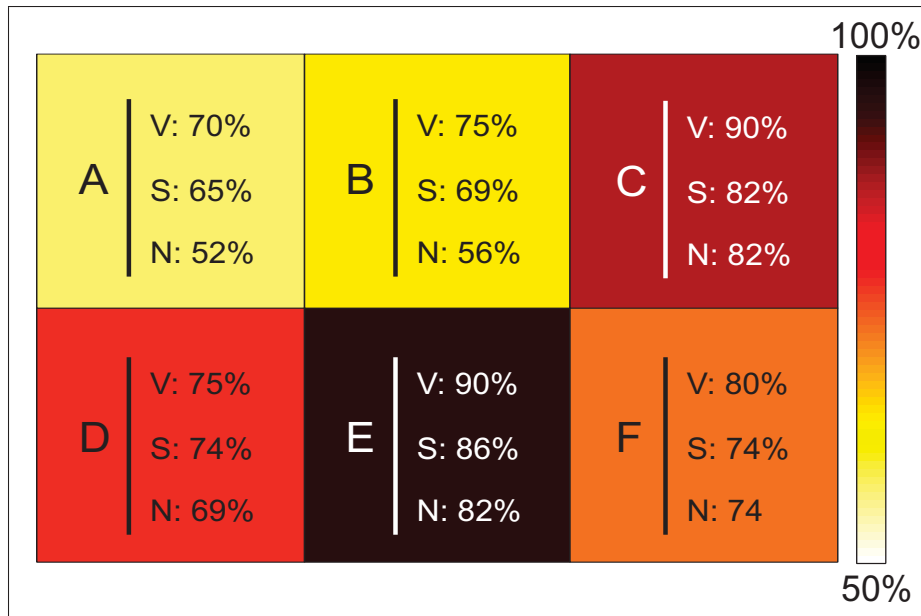 100%
A
V: 70%
S: 65%
N: 52%
B
V: 75%
S: 69%
N: 56%
C
V: 90%
S: 82%
N: 82%
D
V: 75%
S: 74%
N: 69%
E
V: 90%
S: 86%
N: 82%
F
V: 80%
S: 74%
N: 74
50%